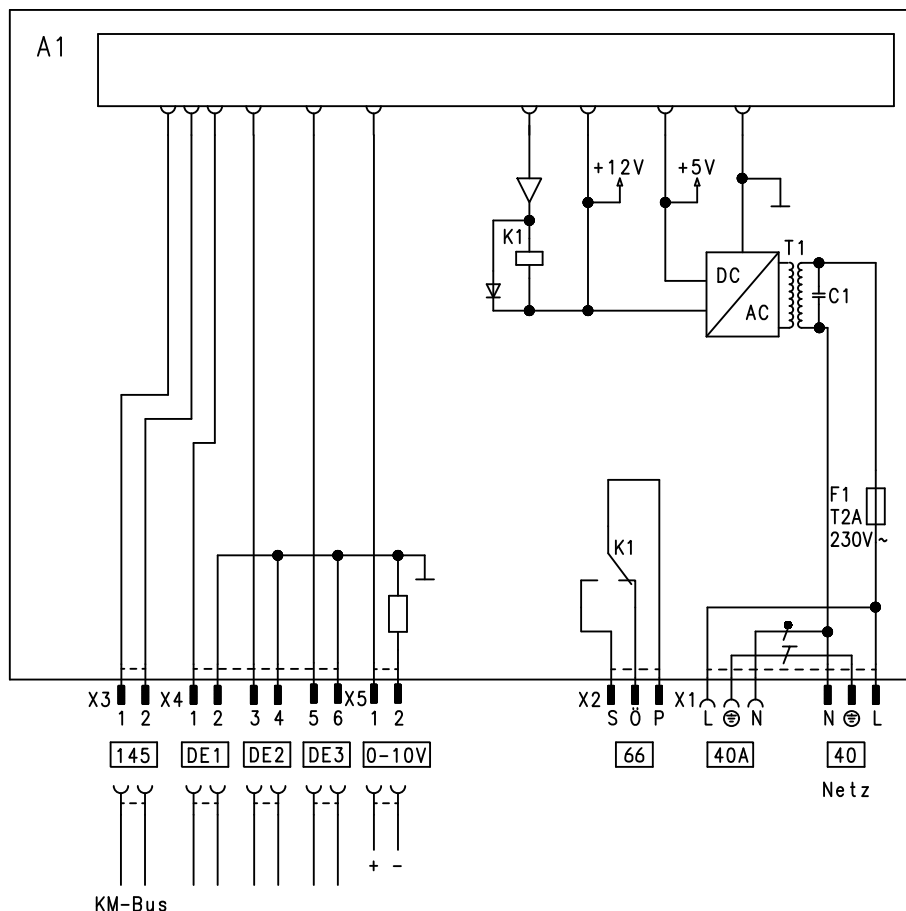 A1
+12V
+5V
K1
T1
DC
AC
C1
F1
T2A
230V~
K1
X3
X4
X5
X2
X1
1 2 1 2 3 4 5 6 1 2 S Ö P L N N L
145 DE1 DE2 DE3 0-10V 66 40A 40
Netz
+ -
KM-Bus